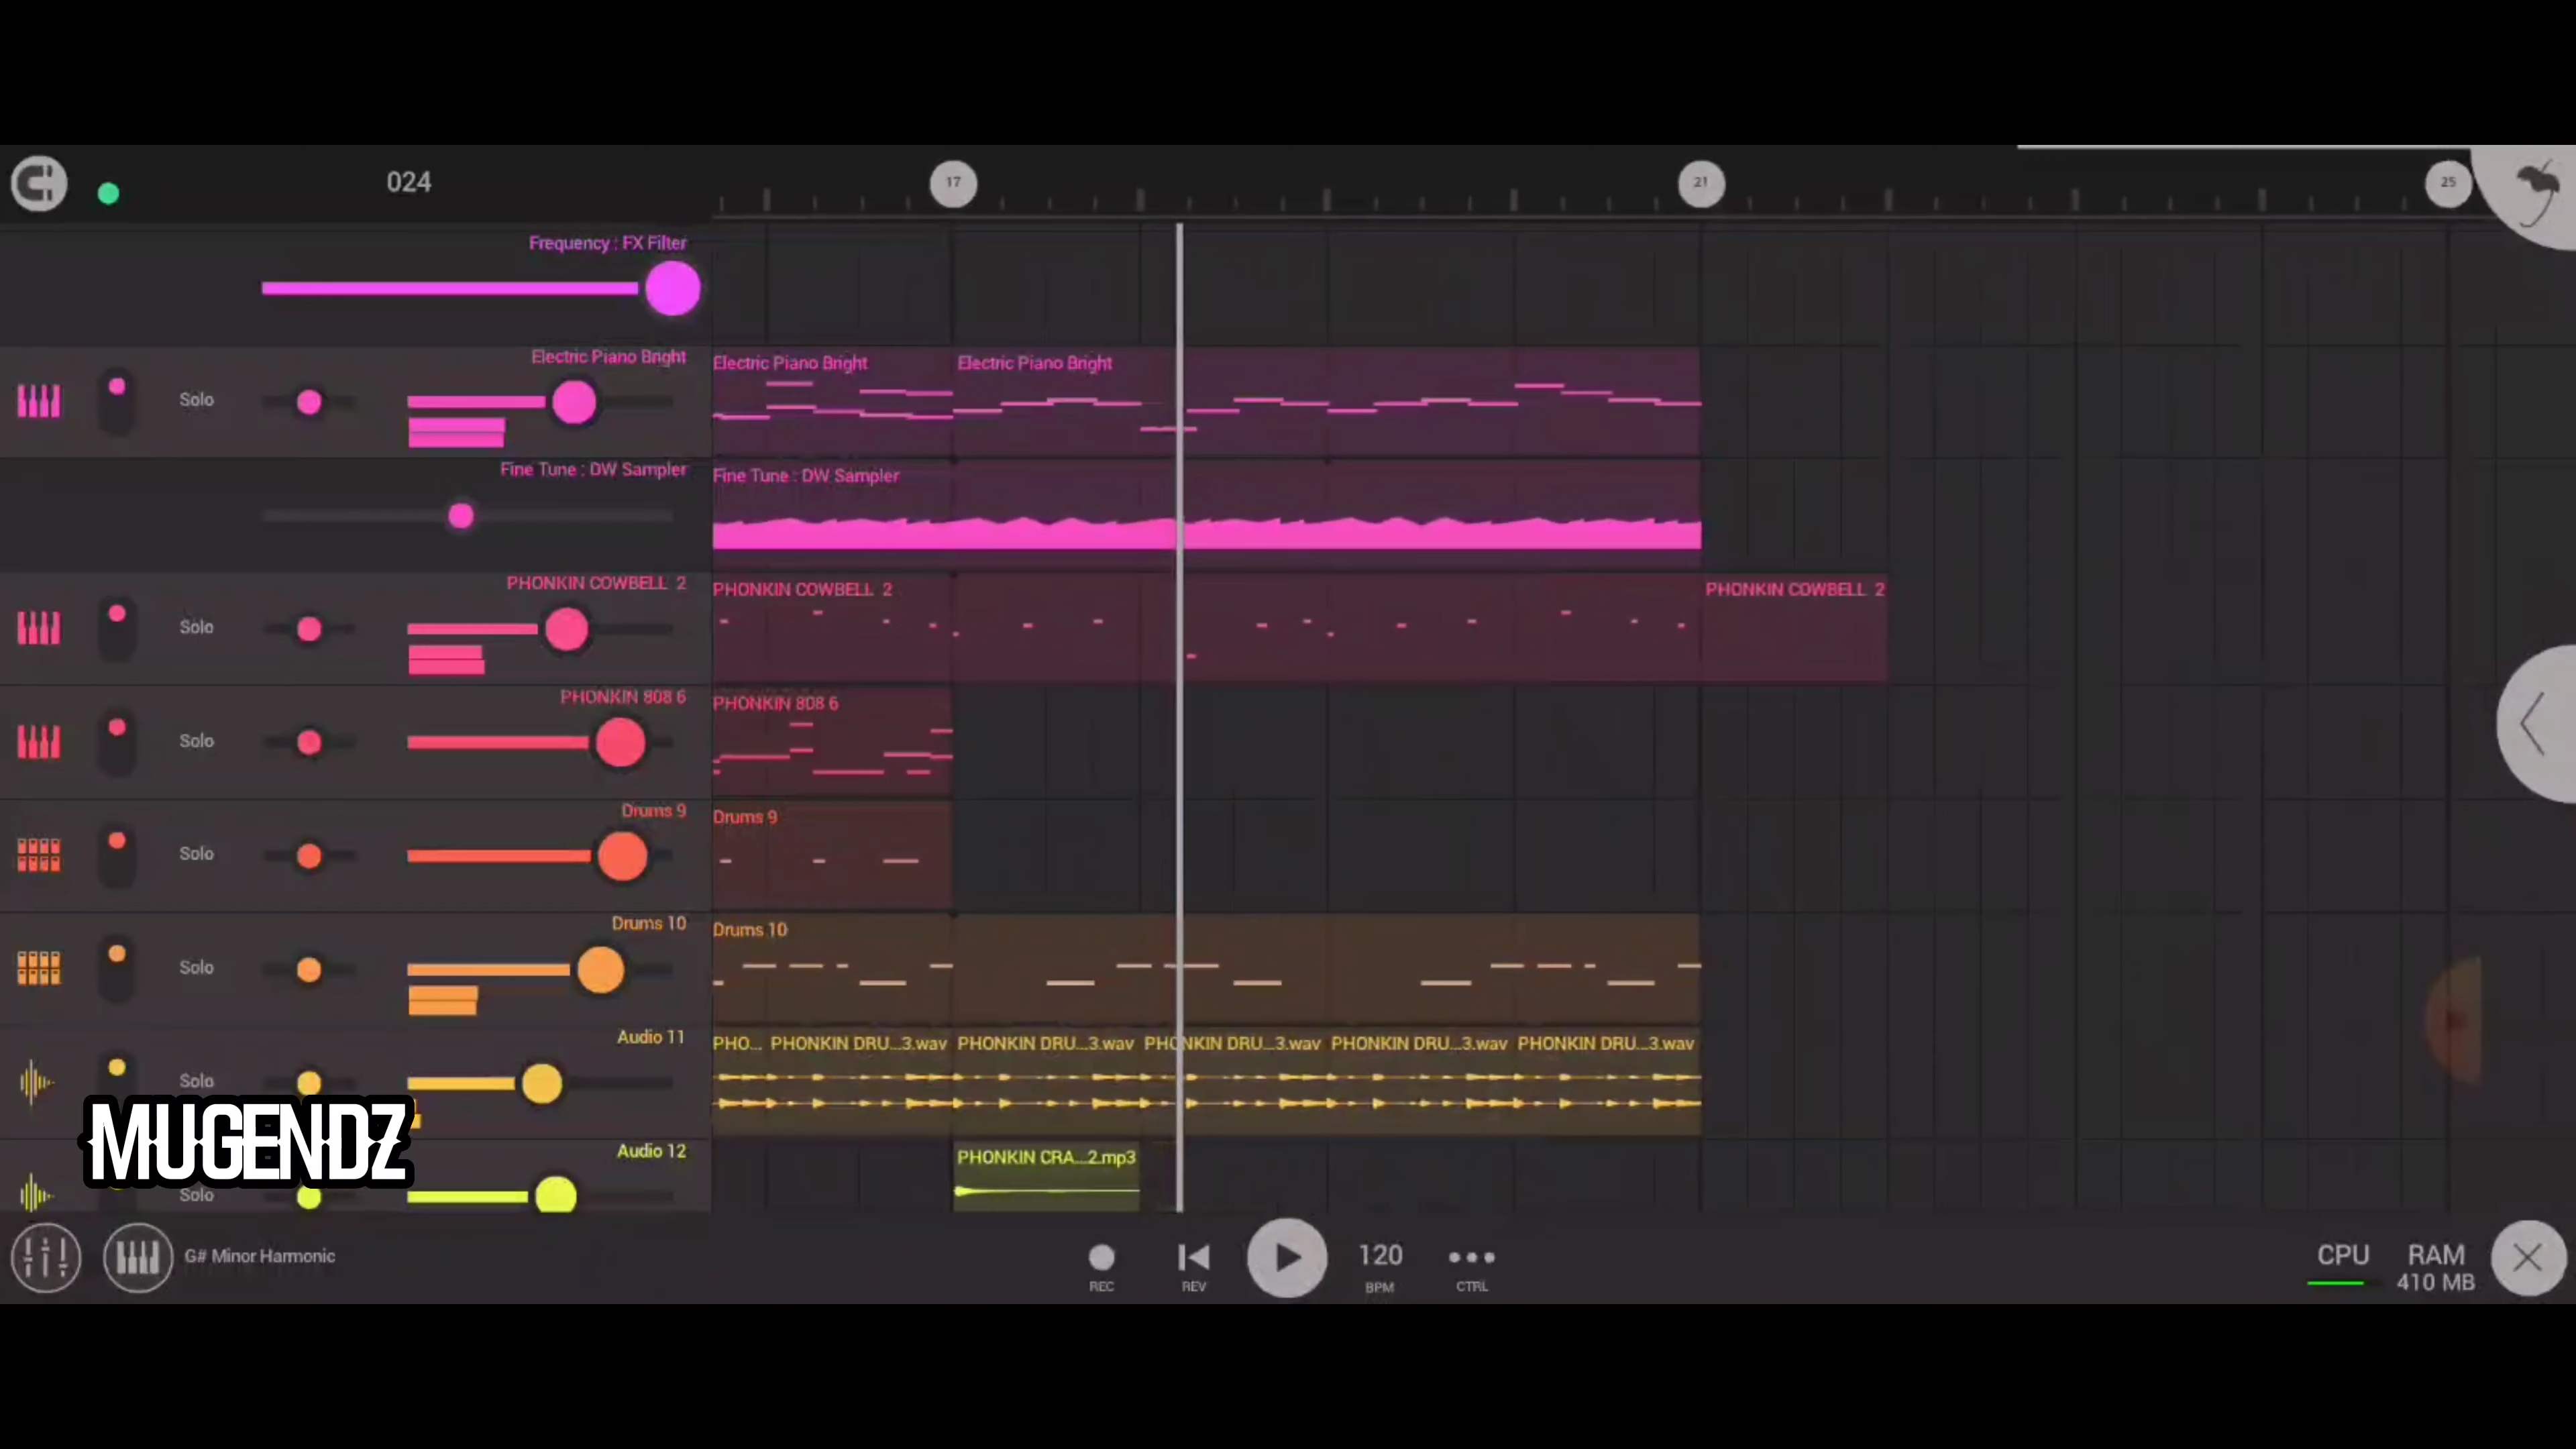 024
17
21
25
Frequency : FX Filter
Electric Piano Bright
Electric Piano Bright
Electric Piano Bright
Solo
Fine Tune : DW Sampler
Fine Tune : DW Sampler
PHONKIN COWBELL 2
PHONKIN COWBELL 2
PHONKIN COWBELL 2
Solo
PHONKIN 808 6
PHONKIN 808 6
Solo
Drums 9
Drums 9
Solo
Drums 10
Drums 10
Solo
Audio 11
PHO... PHONKIN DRU...3.wav PHONKIN DRU...3.wav PHONKIN DRU...3.wav PHONKIN DRU...3.wav PHONKIN DRU...3.wav
Solo
MUGENDZ
Audio 12
PHONKIN CRA...2.mp3
Solo
G# Minor Harmonic
REC
REV
120
BPM
CTRL
CPU
RAM
410 MB